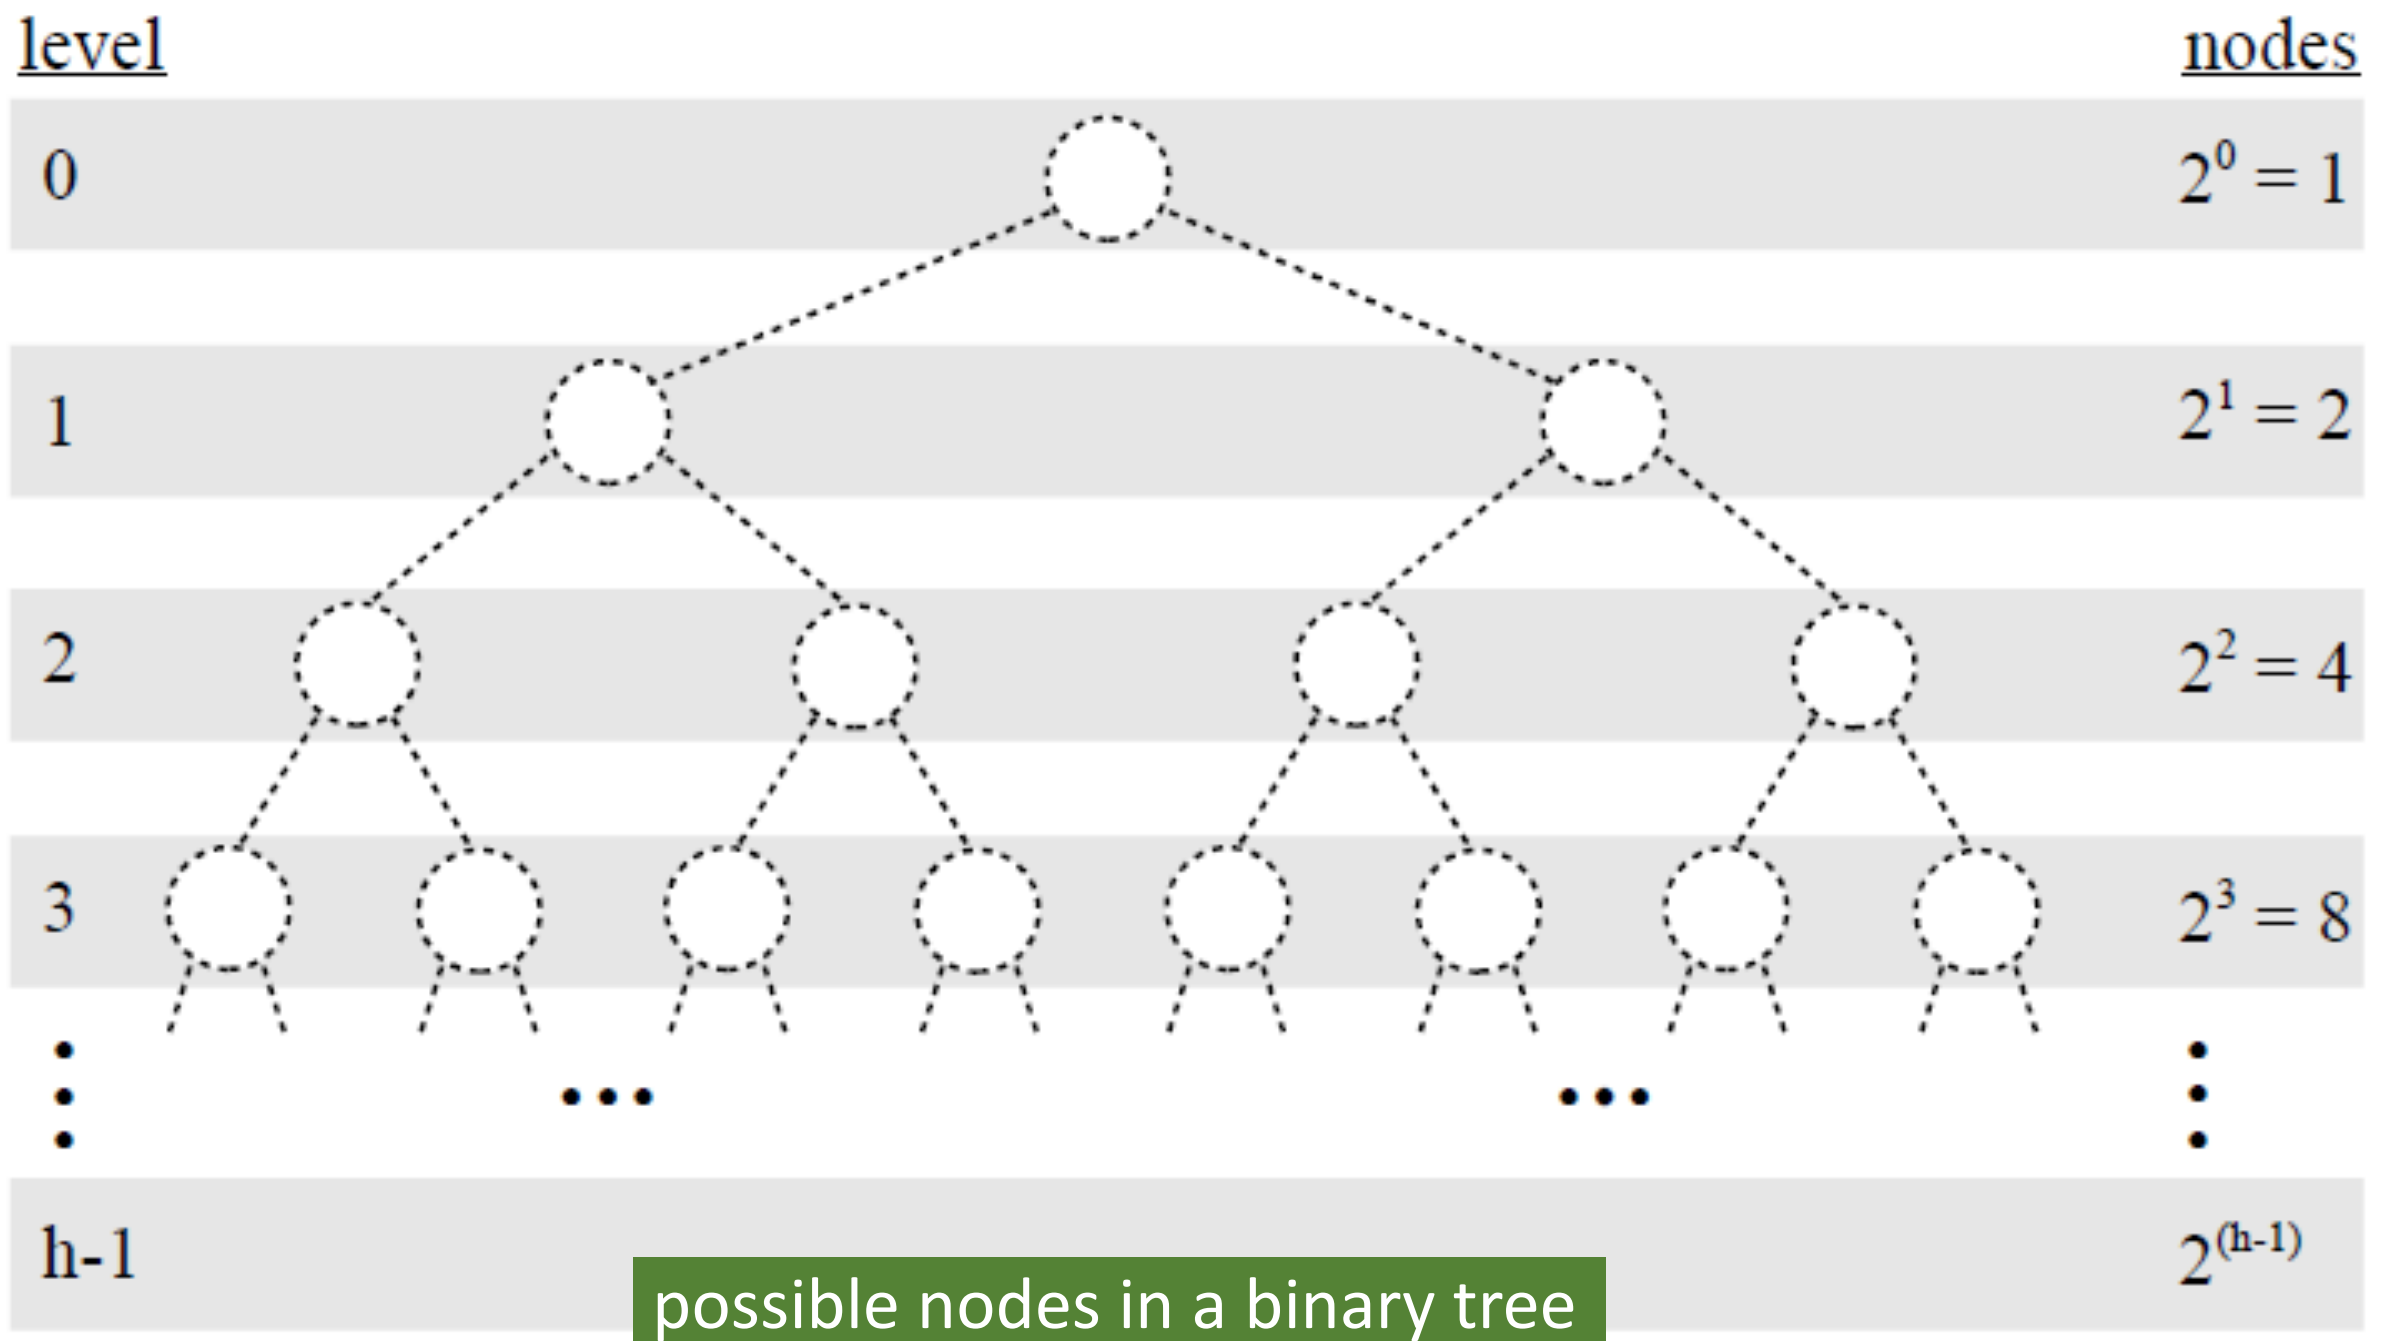 level nodes
0 2⁰ = 1
1 2¹ = 2
2 2² = 4
3 2³ = 8
h-1 2⁽ʰ⁻¹⁾
possible nodes in a binary tree